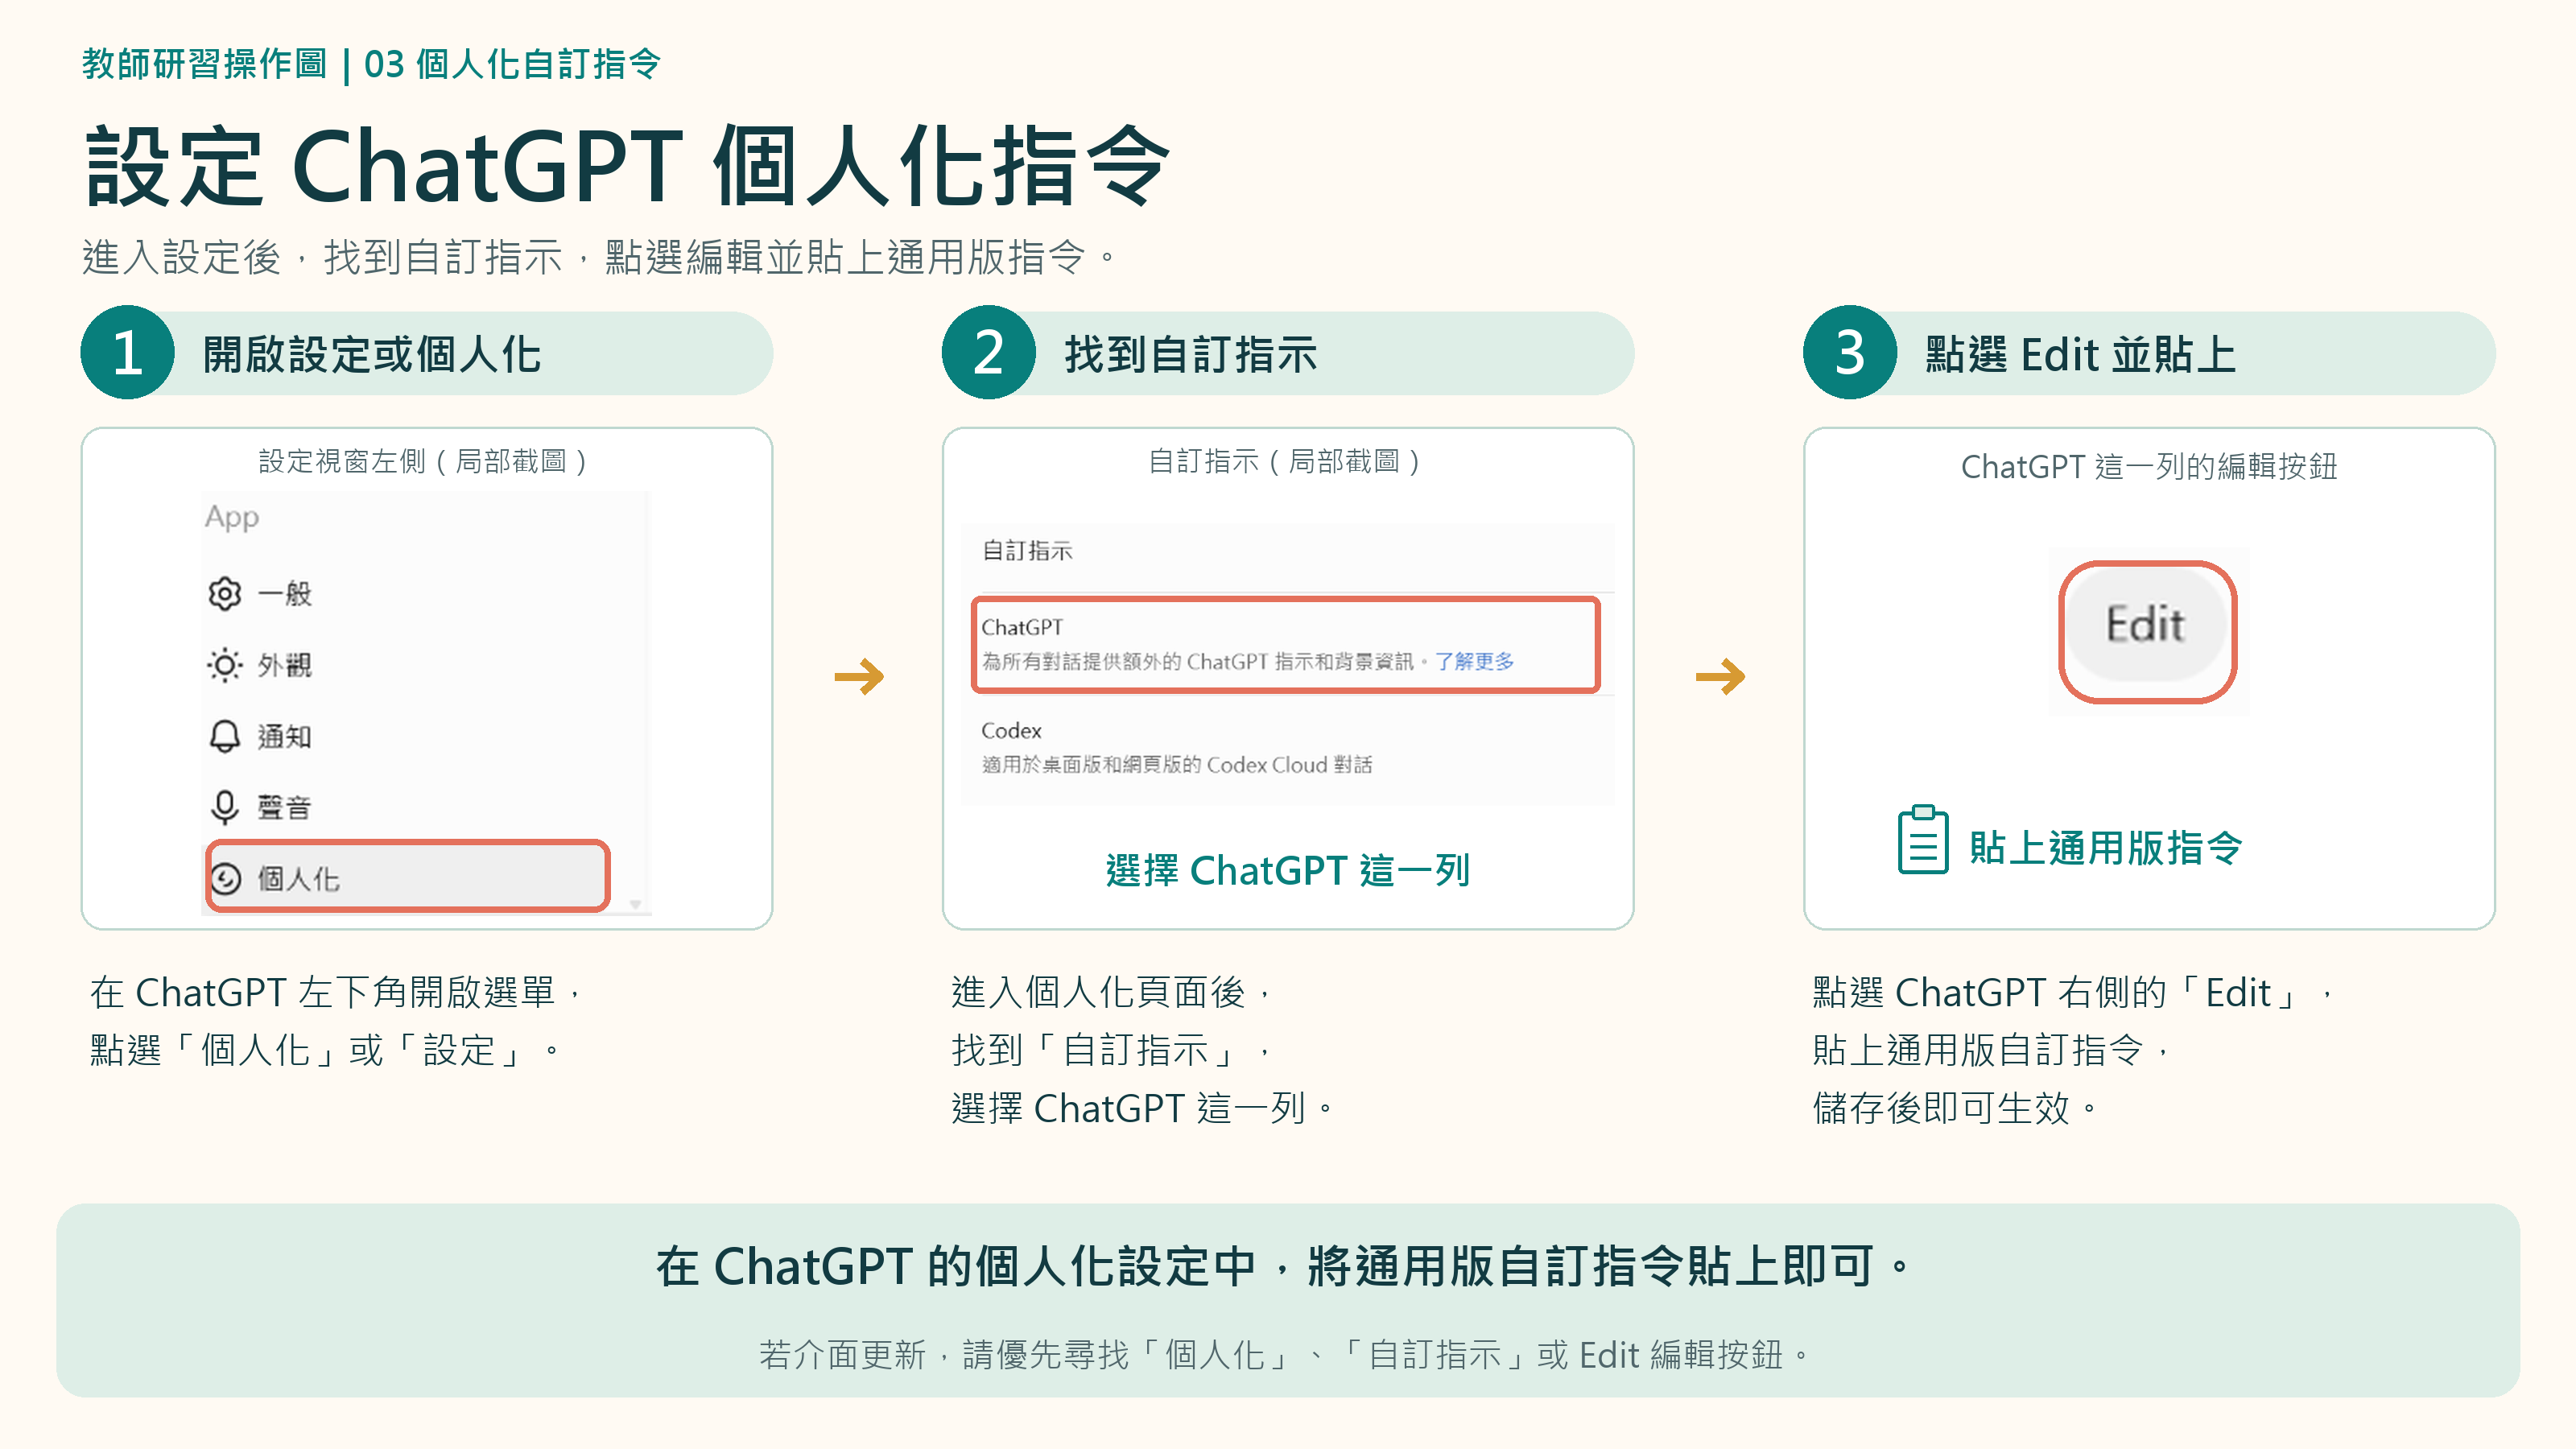 教師研習操作圖 | 03 個人化自訂指令
設定 ChatGPT 個人化指令
進入設定後，找到自訂指示，點選編輯並貼上通用版指令。
1 開啟設定或個人化
設定視窗左側（局部截圖）
App
一般
外觀
通知
聲音
個人化
在 ChatGPT 左下角開啟選單，
點選「個人化」或「設定」。
2 找到自訂指示
自訂指示（局部截圖）
自訂指示
ChatGPT
為所有對話提供額外的 ChatGPT 指示和背景資訊。了解更多
Codex
適用於桌面版和網頁版的 Codex Cloud 對話
選擇 ChatGPT 這一列
進入個人化頁面後，
找到「自訂指示」，
選擇 ChatGPT 這一列。
3 點選 Edit 並貼上
ChatGPT 這一列的編輯按鈕
Edit
貼上通用版指令
點選 ChatGPT 右側的「Edit」，
貼上通用版自訂指令，
儲存後即可生效。
在 ChatGPT 的個人化設定中，將通用版自訂指令貼上即可。
若介面更新，請優先尋找「個人化」、「自訂指示」或 Edit 編輯按鈕。